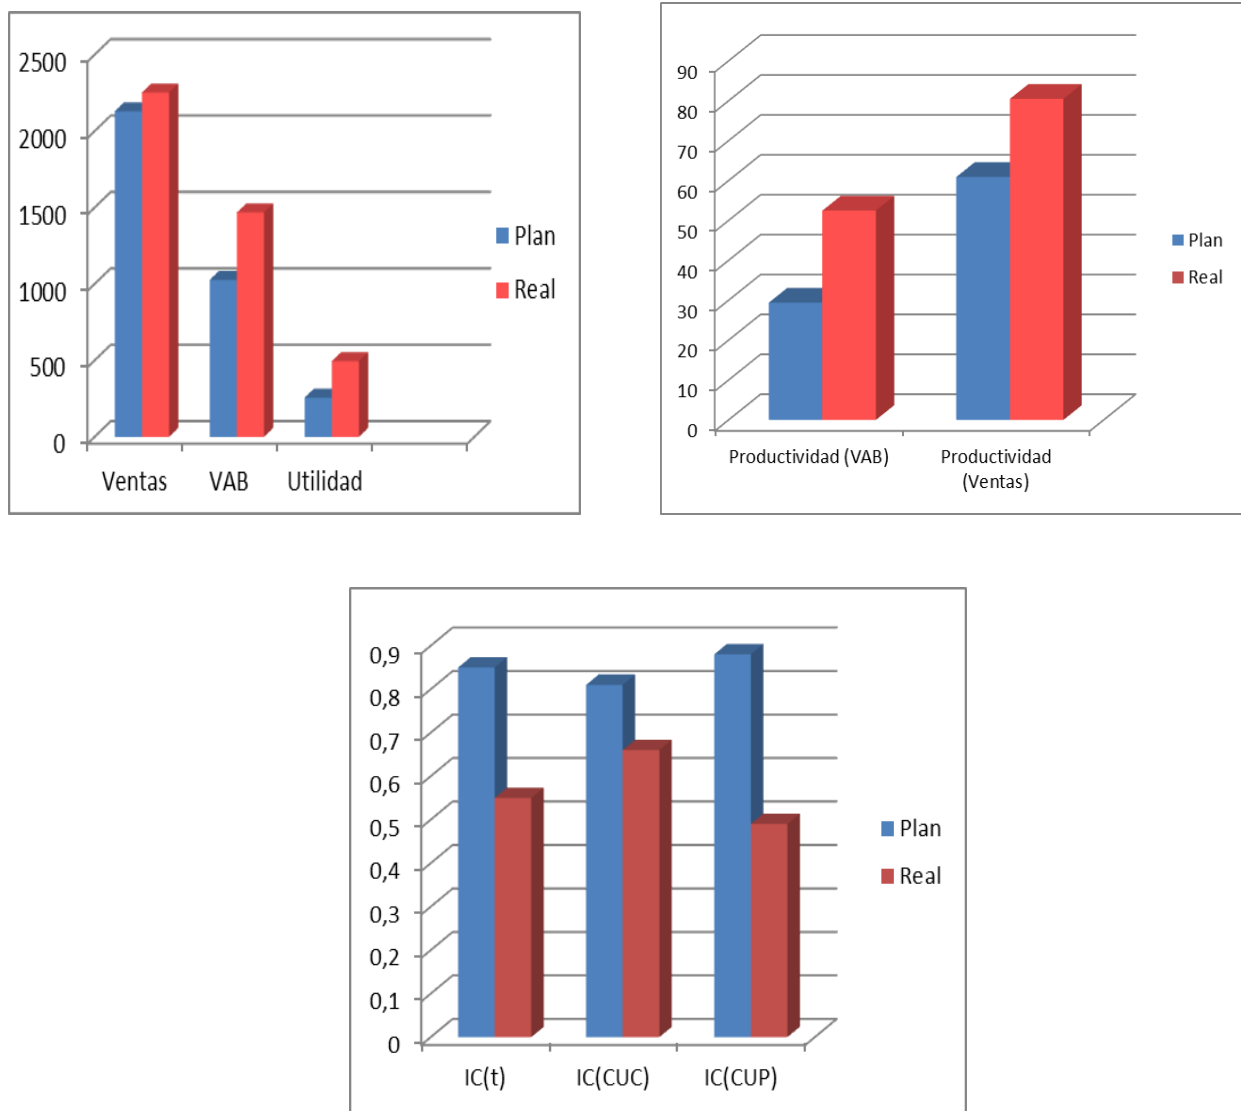 2500
2000
1500
1000
500
0
Ventas VAB Utilidad
Plan
Real
90
80
70
60
50
40
30
20
10
0
Productividad (VAB) Productividad
(Ventas)
Plan
Real
0,9
0,8
0,7
0,6
0,5
0,4
0,3
0,2
0,1
0
IC(t) IC(CUC) IC(CUP)
Plan
Real